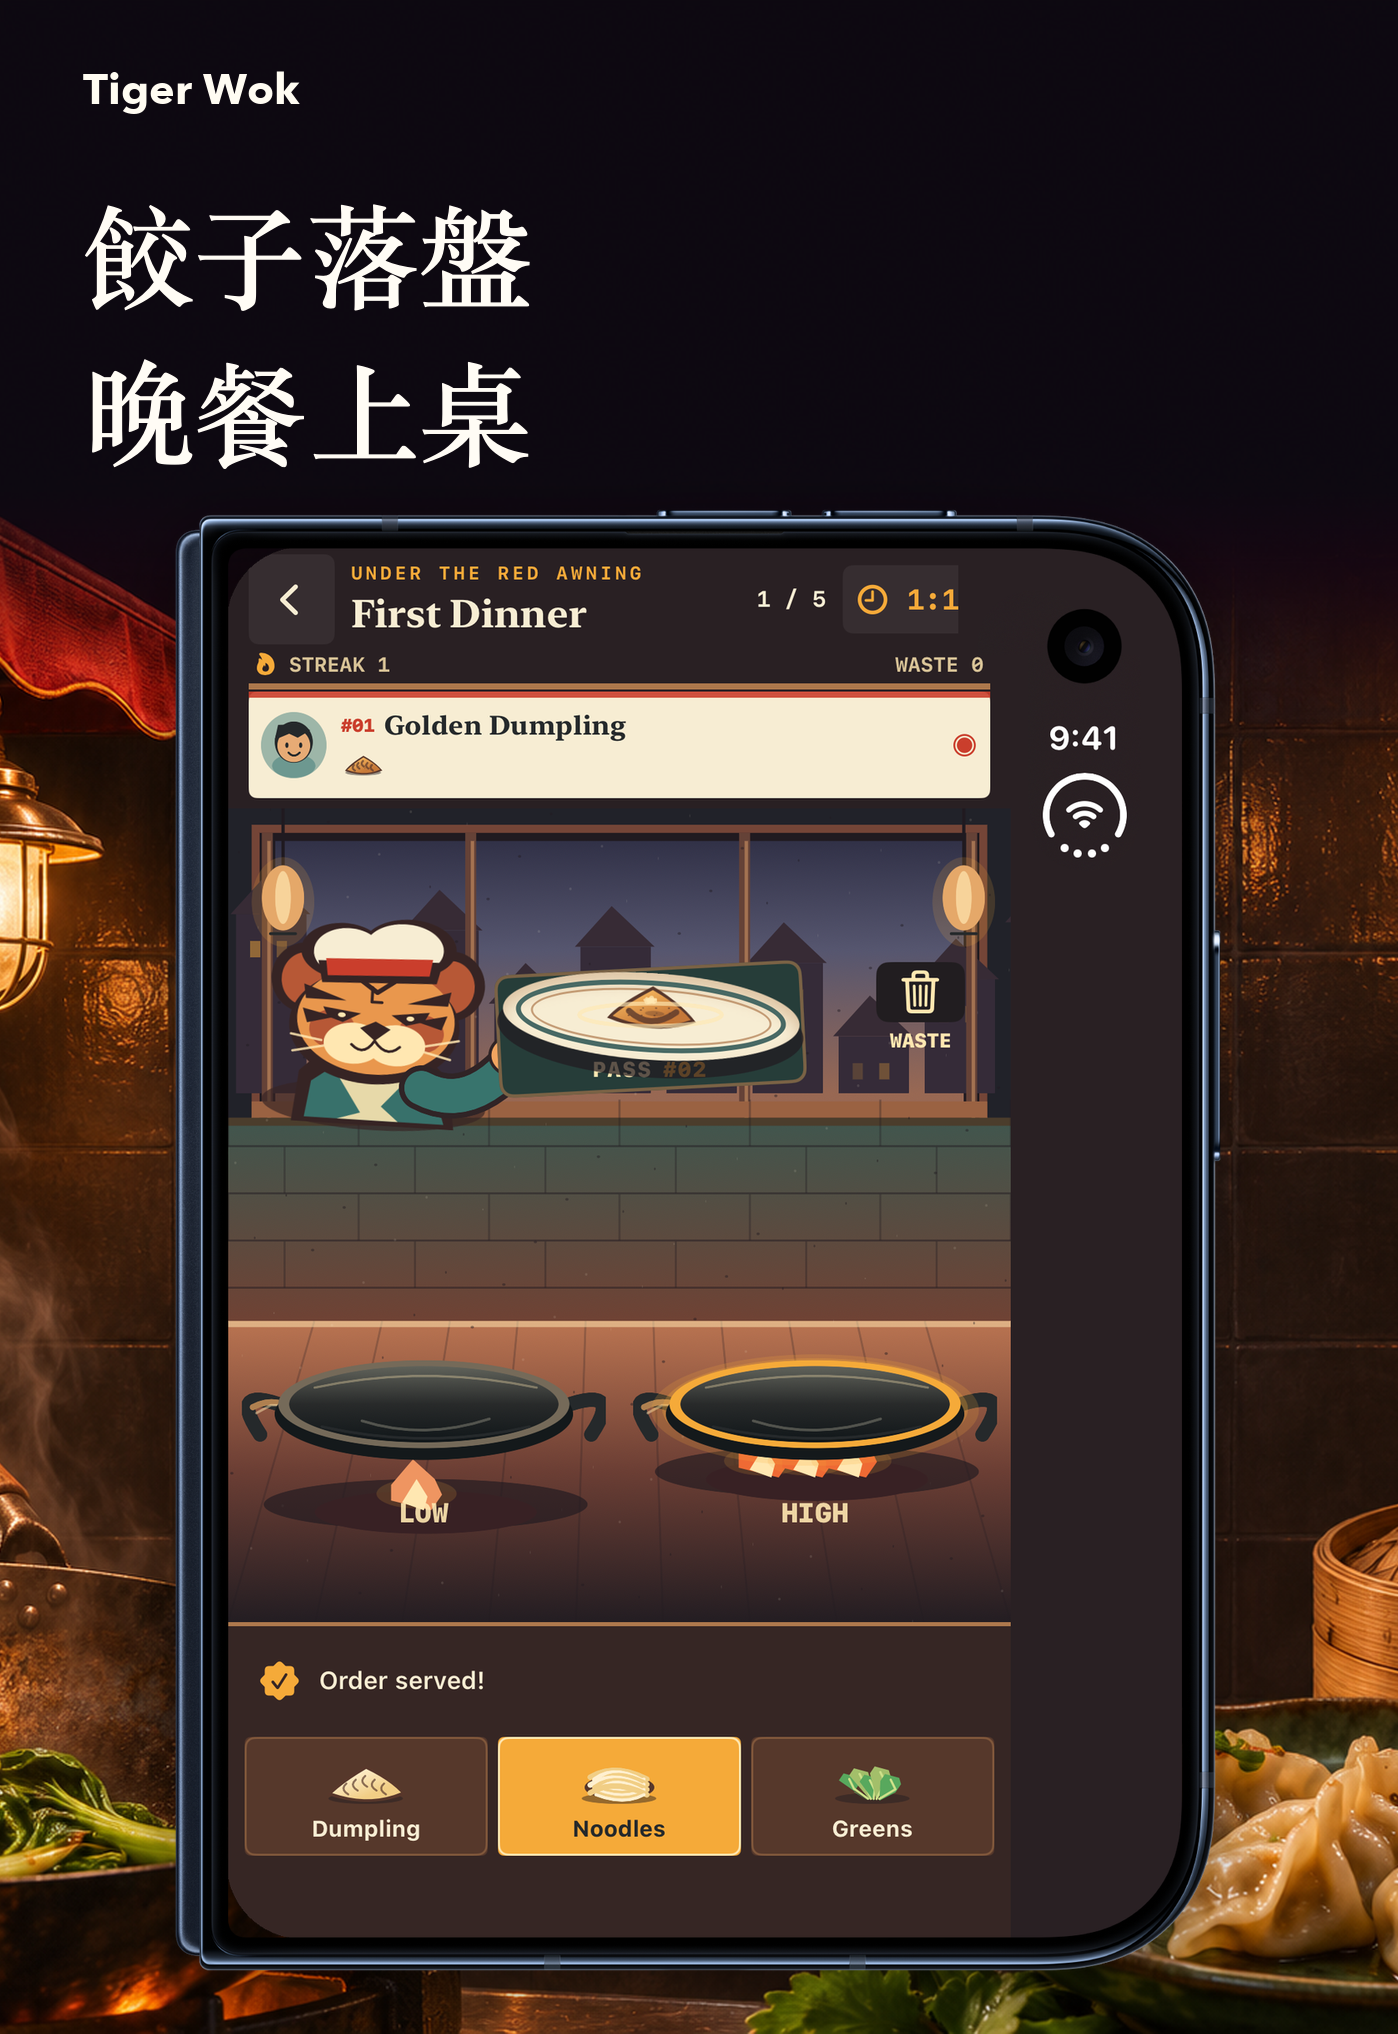 Tiger Wok
餃子落盤
晚餐上桌
UNDER THE RED AWNING
First Dinner
1 / 5
1:1
STREAK 1
WASTE 0
#01 Golden Dumpling
9:41
WASTE
PASS #02
LOW
HIGH
Order served!
Dumpling
Noodles
Greens